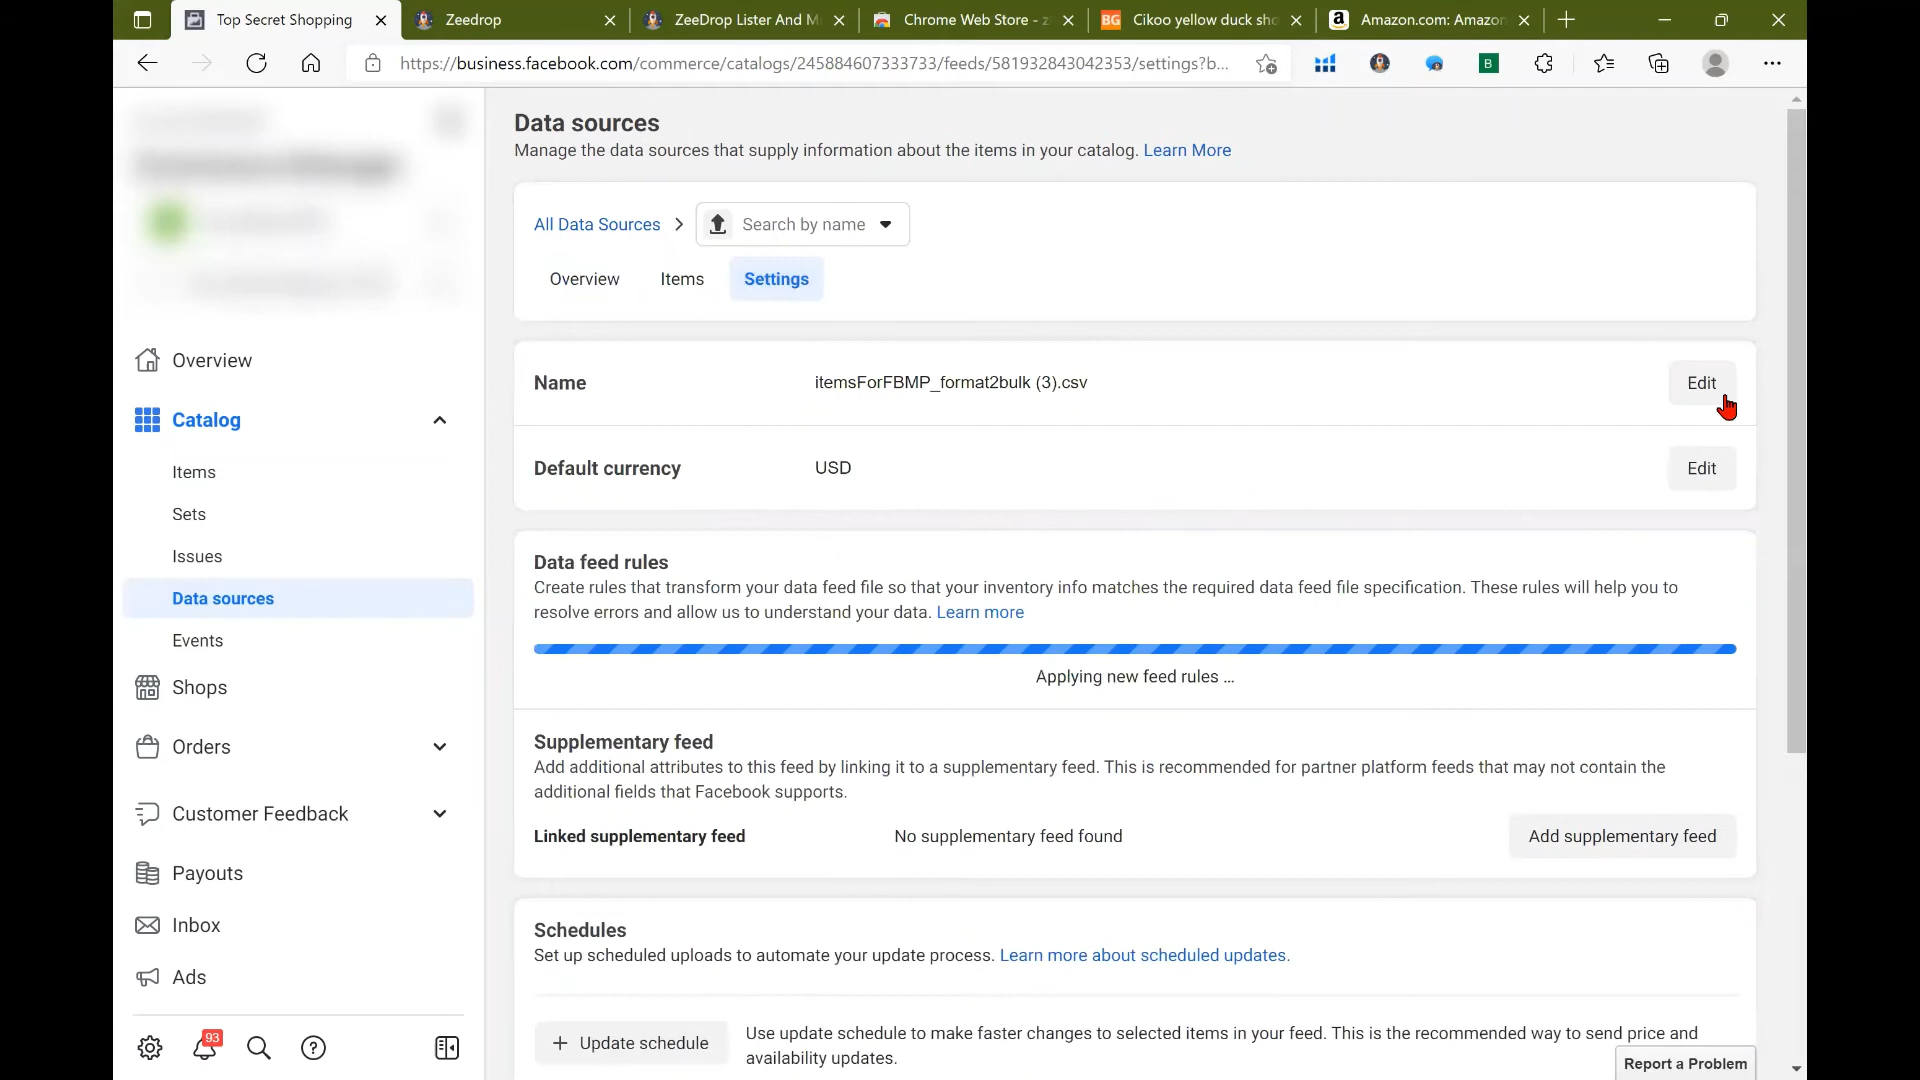 Top Secret Shopping
Zeedrop
ZeeDrop Lister And M
Chrome Web Store - z
BG
Cikoo yellow duck sho
a
Amazon.com: Amazon
https://business.facebook.com/commerce/catalogs/245884607333733/feeds/581932843042353/settings?b...
B
Overview
Catalog
Items
Sets
Issues
Data sources
Events
Shops
Orders
Customer Feedback
Payouts
Inbox
Ads
93
Data sources
Manage the data sources that supply information about the items in your catalog. Learn More
All Data Sources
Search by name
Overview Items Settings
Name itemsForFBMP_format2bulk (3).csv Edit
Default currency USD Edit
Data feed rules
Create rules that transform your data feed file so that your inventory info matches the required data feed file specification. These rules will help you to
resolve errors and allow us to understand your data. Learn more
Applying new feed rules ...
Supplementary feed
Add additional attributes to this feed by linking it to a supplementary feed. This is recommended for partner platform feeds that may not contain the
additional fields that Facebook supports.
Linked supplementary feed No supplementary feed found Add supplementary feed
Schedules
Set up scheduled uploads to automate your update process. Learn more about scheduled updates.
+ Update schedule
Use update schedule to make faster changes to selected items in your feed. This is the recommended way to send price and
availability updates.
Report a Problem